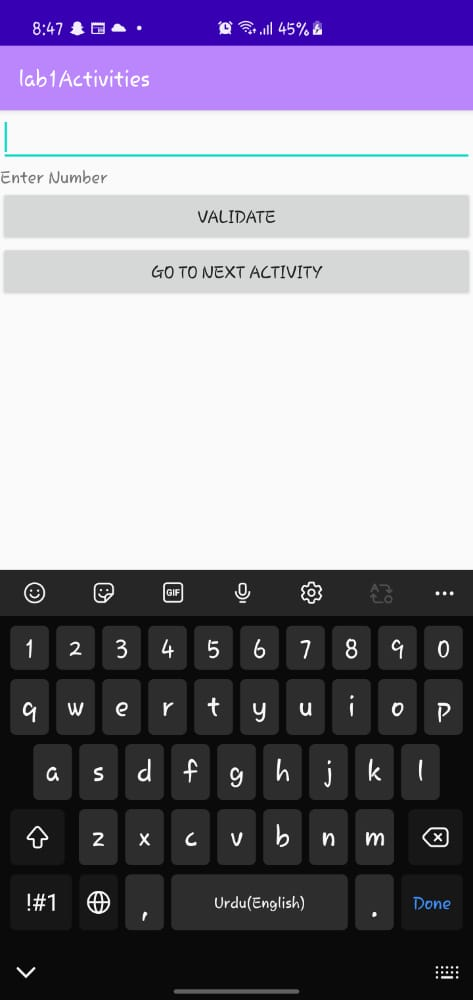 8:47 45%
lab1Activities
Enter Number
VALIDATE
GO TO NEXT ACTIVITY
GIF
1 2 3 4 5 6 7 8 9 0
q w e r t y u i o p
a s d f g h j k l
z x c v b n m
!#1 , Urdu(English) . Done